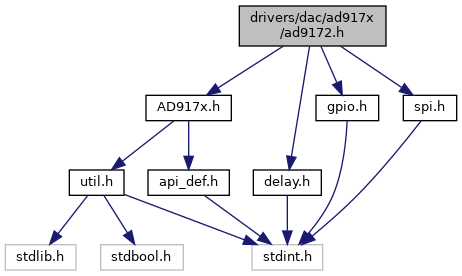 drivers/dac/ad917x
/ad9172.h
AD917x.h
gpio.h
spi.h
util.h
api_def.h
delay.h
stdlib.h
stdbool.h
stdint.h